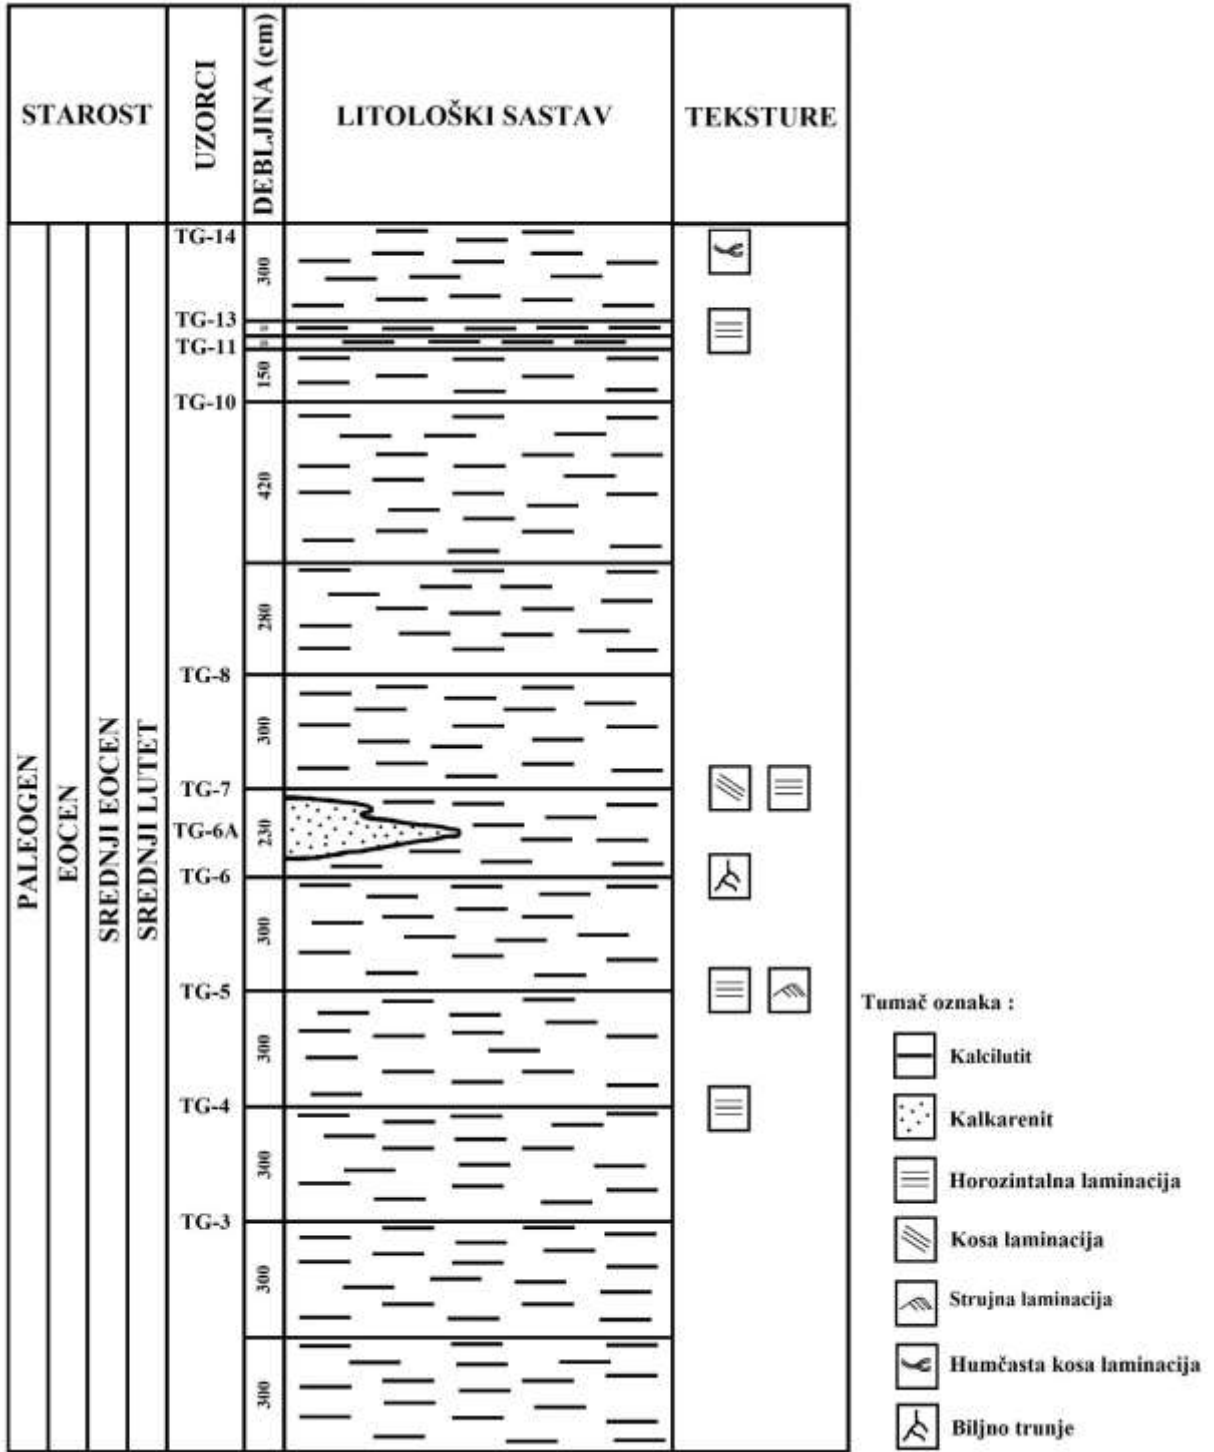 STAROST
UZORCI
DEBLJINA (cm)
LITOLOŠKI SASTAV
TEKSTURE
PALEOGEN
EOCEN
SREDNJI EOCEN
SREDNJI LUTET
TG-14
300
TG-13
TG-11
150
TG-10
420
280
TG-8
300
TG-7
TG-6A
230
TG-6
300
TG-5
300
TG-4
300
TG-3
300
300
Tumač oznaka :
Kalcilutit
Kalkarenit
Horozintalna laminacija
Kosa laminacija
Strujna laminacija
Humčasta kosa laminacija
Biljno trunje